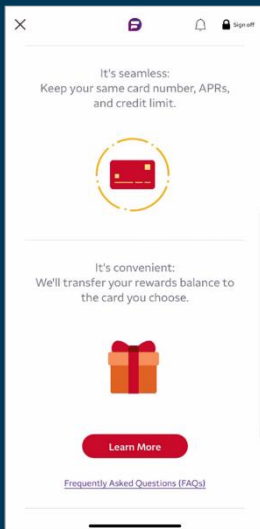 Sign off
It's seamless:
Keep your same card number, APRs,
and credit limit.
It's convenient:
We'll transfer your rewards balance to
the card you choose.
Learn More
Frequently Asked Questions (FAQs)